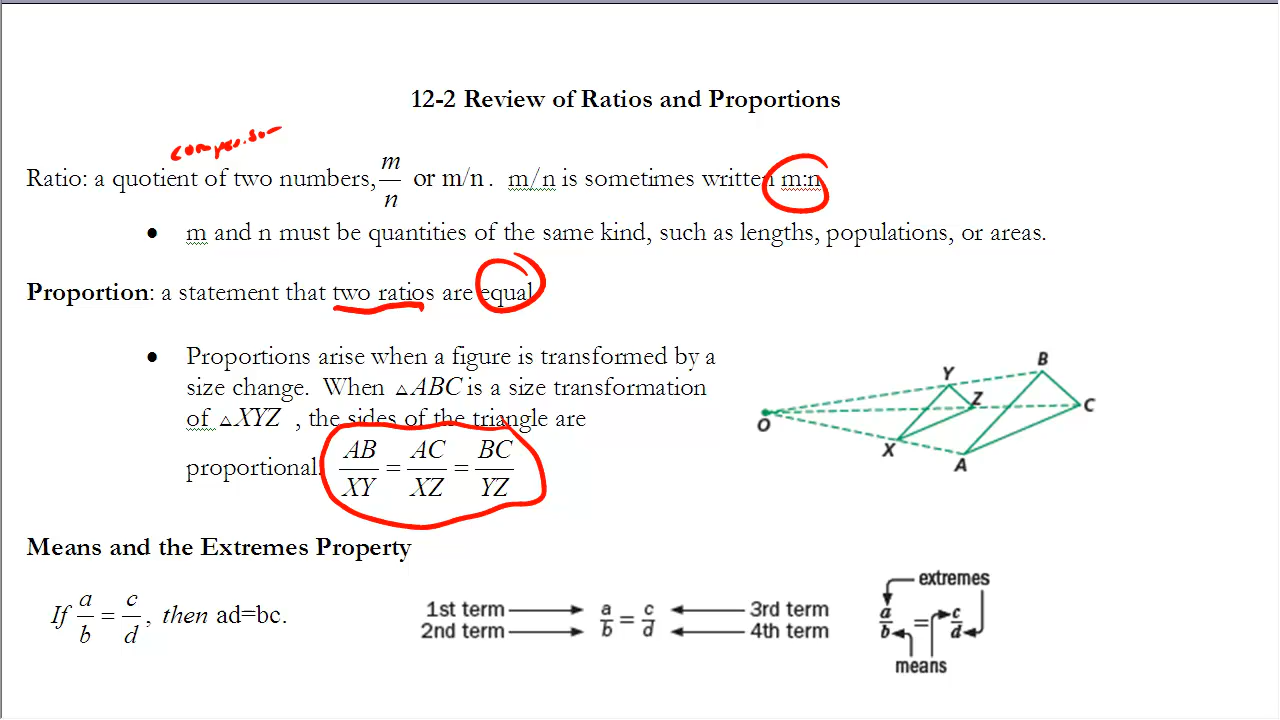 12-2 Review of Ratios and Proportions
comparison
Ratio: a quotient of two numbers, m/n or m/n. m/n is sometimes written m:n
• m and n must be quantities of the same kind, such as lengths, populations, or areas.
Proportion: a statement that two ratios are equal
• Proportions arise when a figure is transformed by a
size change. When △ABC is a size transformation
of △XYZ , the sides of the triangle are
proportional. AB/XY = AC/XZ = BC/YZ
B
Y
Z
C
O
X
A
Means and the Extremes Property
If a/b = c/d, then ad=bc.
1st term
2nd term
a/b = c/d
3rd term
4th term
extremes
a/b = c/d
means